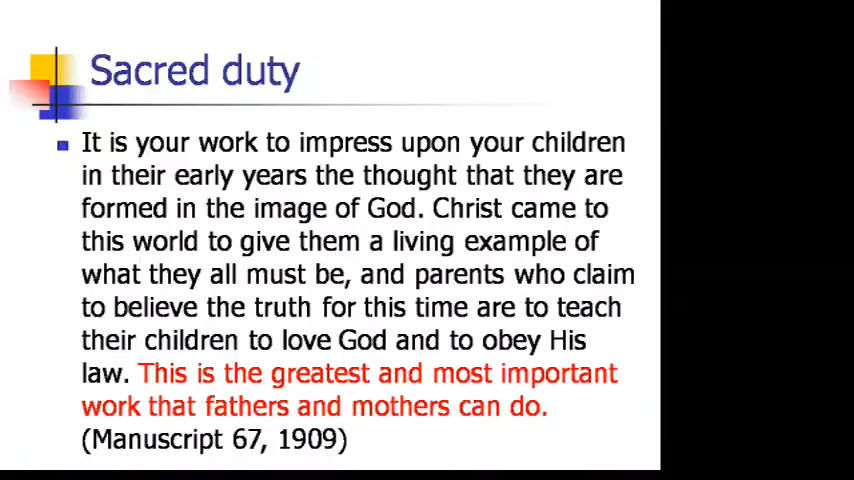 Sacred duty
It is your work to impress upon your children
in their early years the thought that they are
formed in the image of God. Christ came to
this world to give them a living example of
what they all must be, and parents who claim
to believe the truth for this time are to teach
their children to love God and to obey His
law. This is the greatest and most important
work that fathers and mothers can do.
(Manuscript 67, 1909)